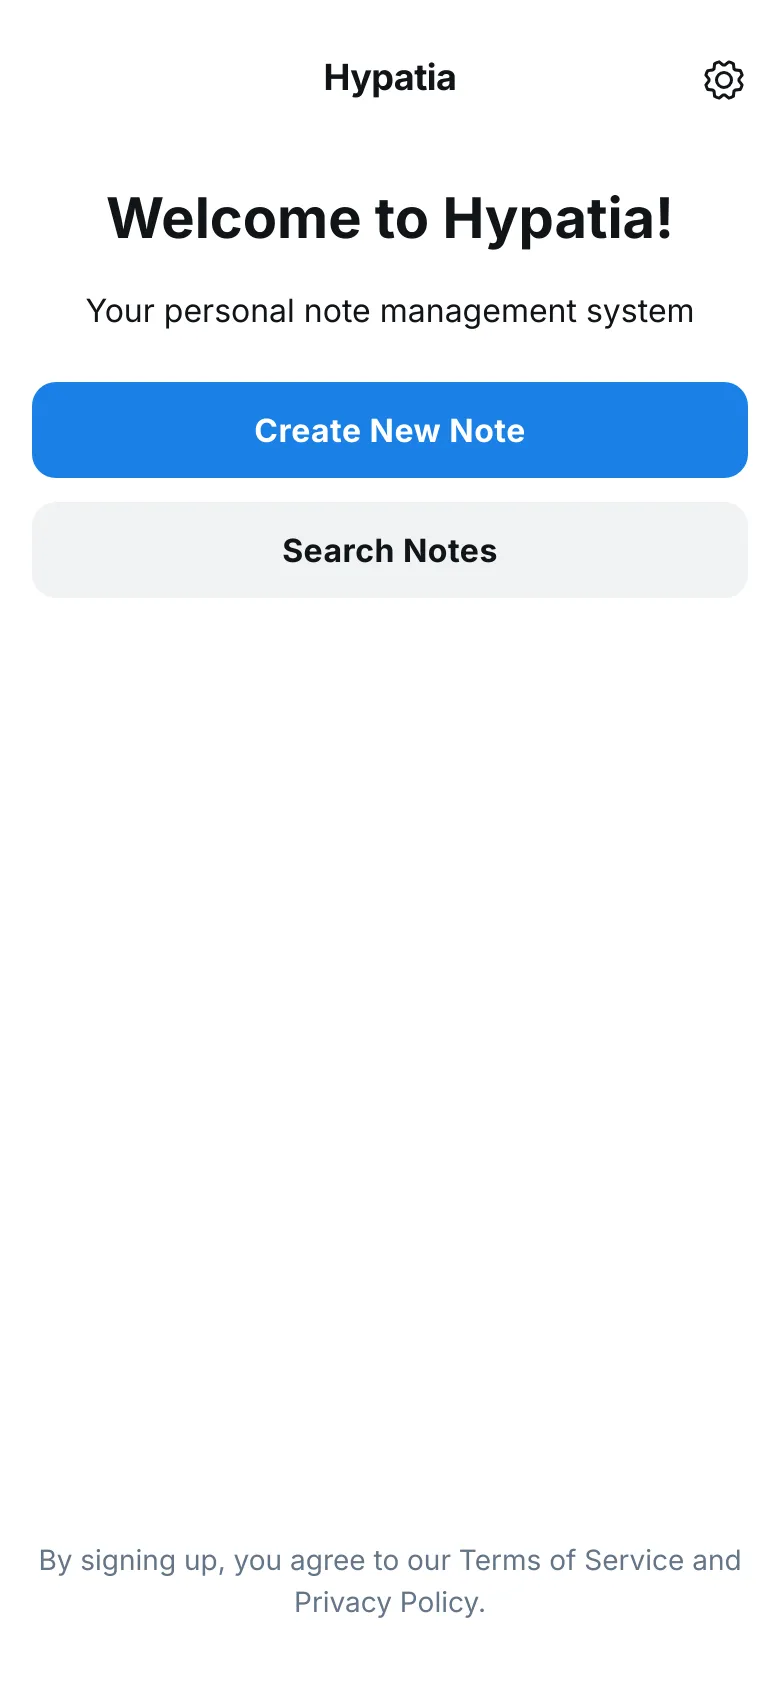 Hypatia
Welcome to Hypatia!
Your personal note management system
Create New Note
Search Notes
By signing up, you agree to our Terms of Service and
Privacy Policy.